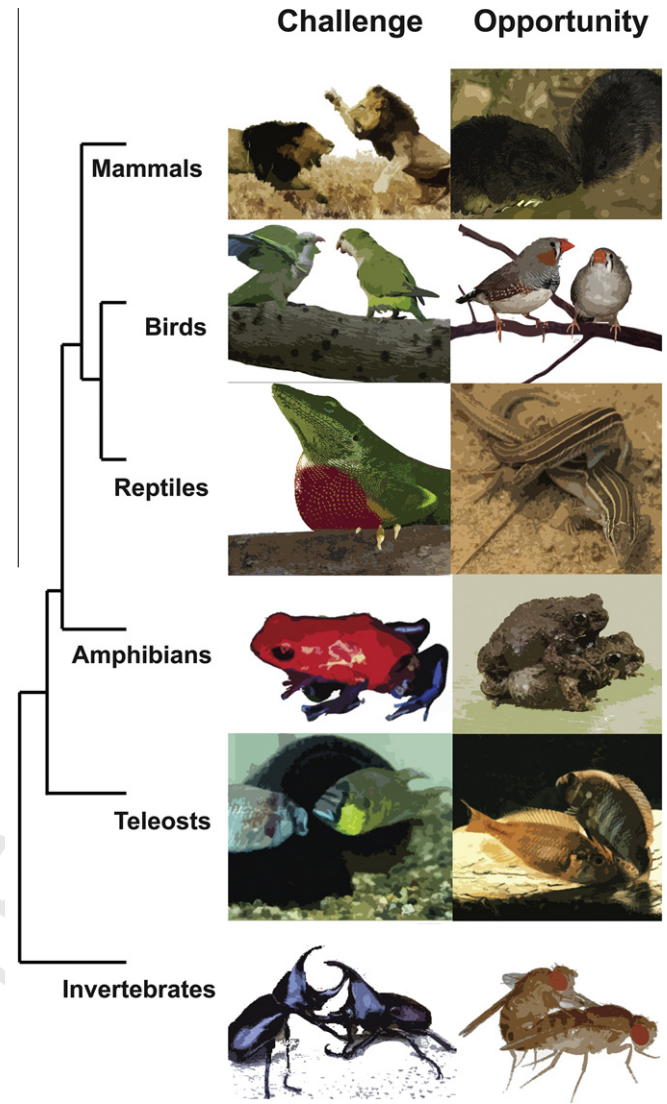 Challenge Opportunity
Mammals
Birds
Reptiles
Amphibians
Teleosts
Invertebrates